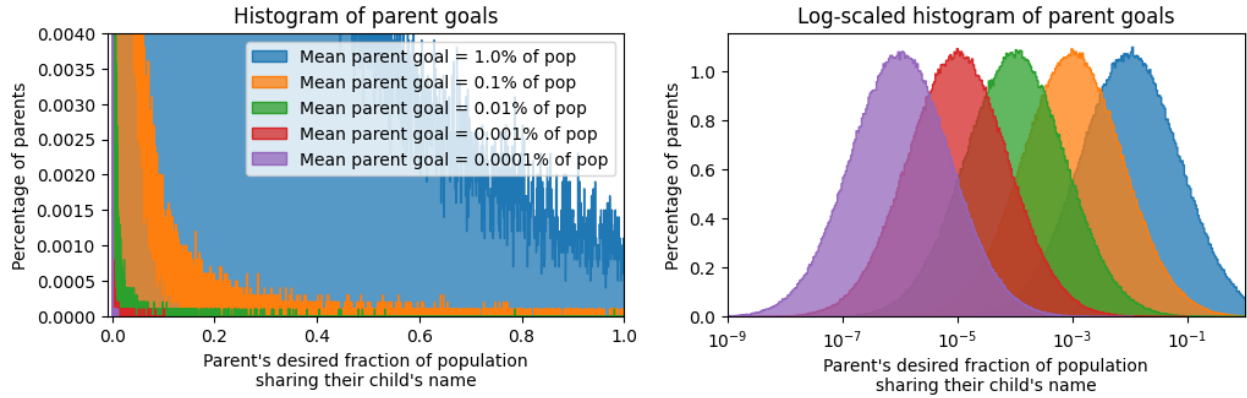 Histogram of parent goals
0.0040
0.0035
0.0030
0.0025
0.0020
0.0015
0.0010
0.0005
0.0000
Percentage of parents
Mean parent goal = 1.0% of pop
Mean parent goal = 0.1% of pop
Mean parent goal = 0.01% of pop
Mean parent goal = 0.001% of pop
Mean parent goal = 0.0001% of pop
0.0 0.2 0.4 0.6 0.8 1.0
Parent's desired fraction of population
sharing their child's name
Log-scaled histogram of parent goals
1.0
0.8
0.6
0.4
0.2
0.0
Percentage of parents
10⁻⁹ 10⁻⁷ 10⁻⁵ 10⁻³ 10⁻¹
Parent's desired fraction of population
sharing their child's name